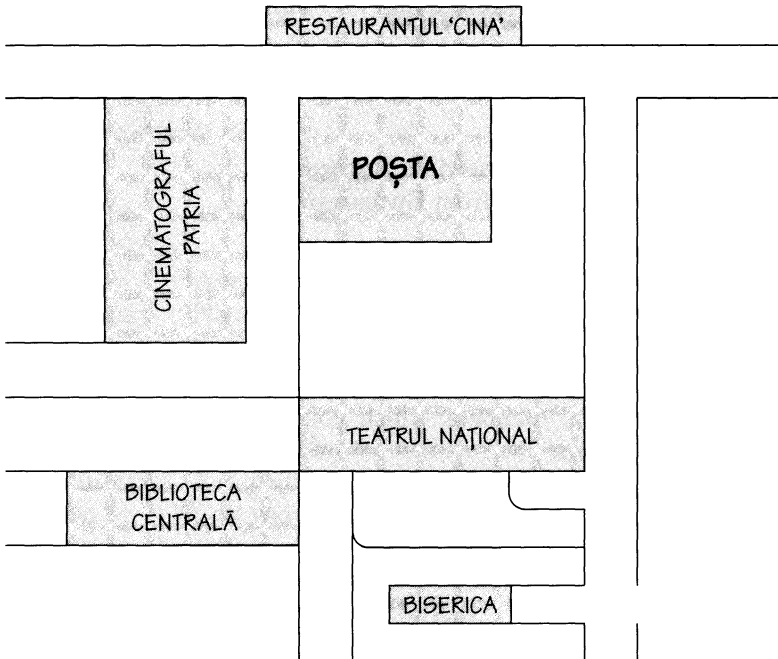 RESTAURANTUL 'CINA'
CINEMATOGRAFUL
PATRIA
POȘTA
TEATRUL NAȚIONAL
BIBLIOTECA
CENTRALĂ
BISERICA